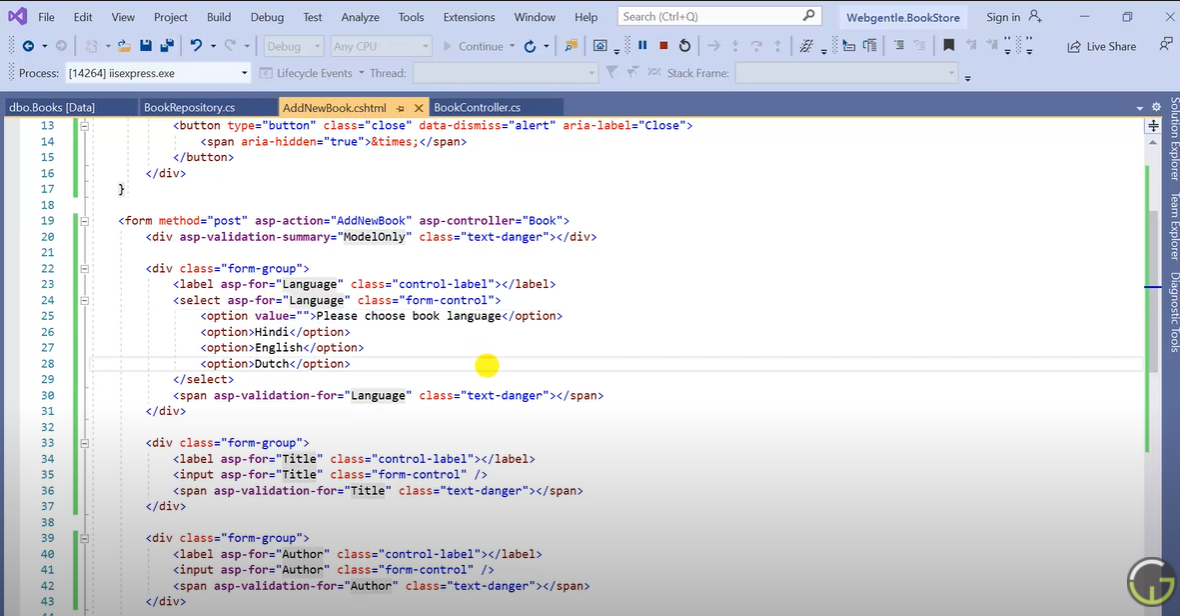 File Edit View Project Build Debug Test Analyze Tools Extensions Window Help Search (Ctrl+Q) Webgentle.BookStore Sign in
Debug Any CPU Continue Live Share
Process: [14264] iisexpress.exe Lifecycle Events Thread: Stack Frame:
dbo.Books [Data] BookRepository.cs AddNewBook.cshtml BookController.cs
13 <button type="button" class="close" data-dismiss="alert" aria-label="Close">
14 <span aria-hidden="true">&times;</span>
15 </button>
16 </div>
17 }
18
19 <form method="post" asp-action="AddNewBook" asp-controller="Book">
20 <div asp-validation-summary="ModelOnly" class="text-danger"></div>
21
22 <div class="form-group">
23 <label asp-for="Language" class="control-label"></label>
24 <select asp-for="Language" class="form-control">
25 <option value="">Please choose book language</option>
26 <option>Hindi</option>
27 <option>English</option>
28 <option>Dutch</option>
29 </select>
30 <span asp-validation-for="Language" class="text-danger"></span>
31 </div>
32
33 <div class="form-group">
34 <label asp-for="Title" class="control-label"></label>
35 <input asp-for="Title" class="form-control" />
36 <span asp-validation-for="Title" class="text-danger"></span>
37 </div>
38
39 <div class="form-group">
40 <label asp-for="Author" class="control-label"></label>
41 <input asp-for="Author" class="form-control" />
42 <span asp-validation-for="Author" class="text-danger"></span>
43 </div>
Solution Explorer
Team Explorer
Diagnostic Tools